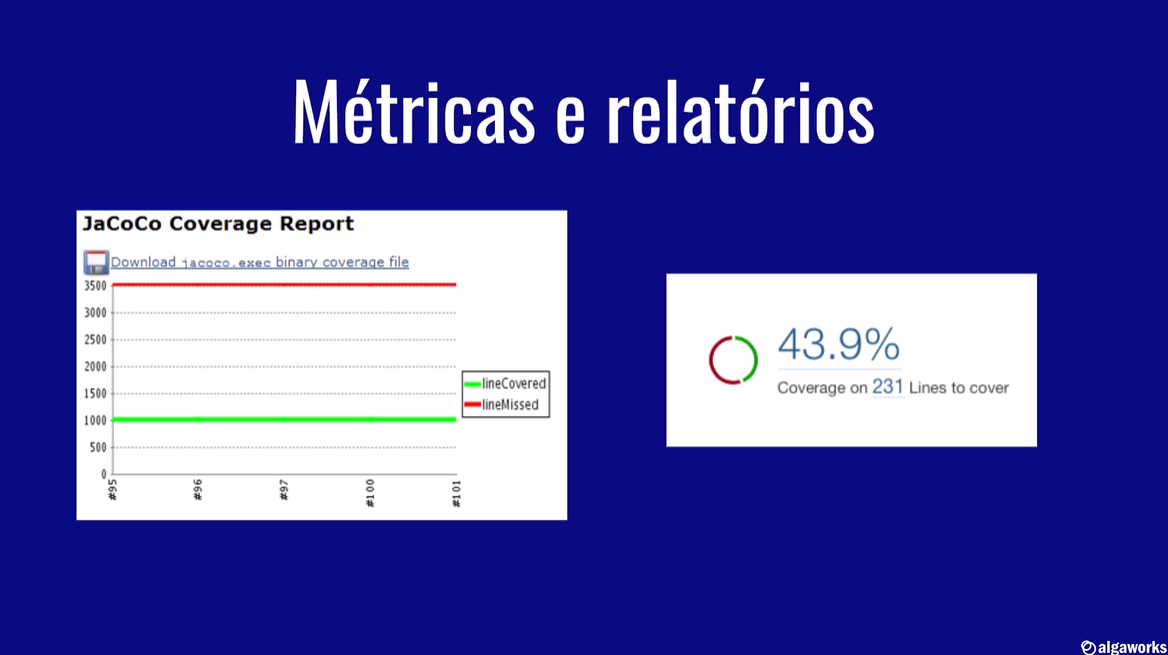 Métricas e relatórios
JaCoCo Coverage Report
Download jacoco.exec binary coverage file
3500
3000
2500
2000
1500
1000
500
0
#95
#96
#97
#100
#101
lineCovered
lineMissed
43.9%
Coverage on 231 Lines to cover
algaworks